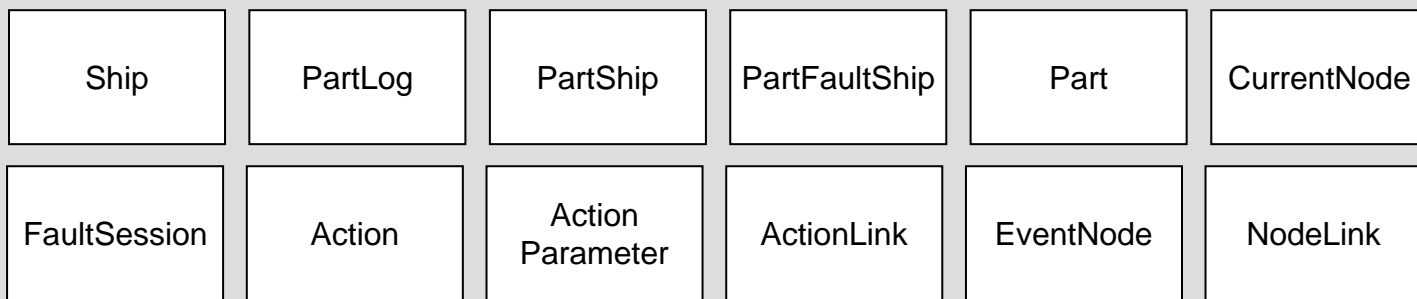 Ship
PartLog
PartShip
PartFaultShip
Part
CurrentNode
FaultSession
Action
Action
Parameter
ActionLink
EventNode
NodeLink